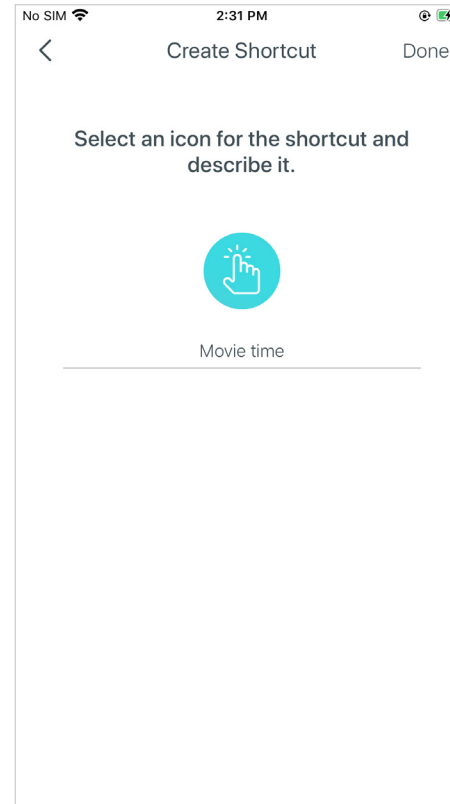 No SIM 2:31 PM
Create Shortcut Done
Select an icon for the shortcut and
describe it.
Movie time